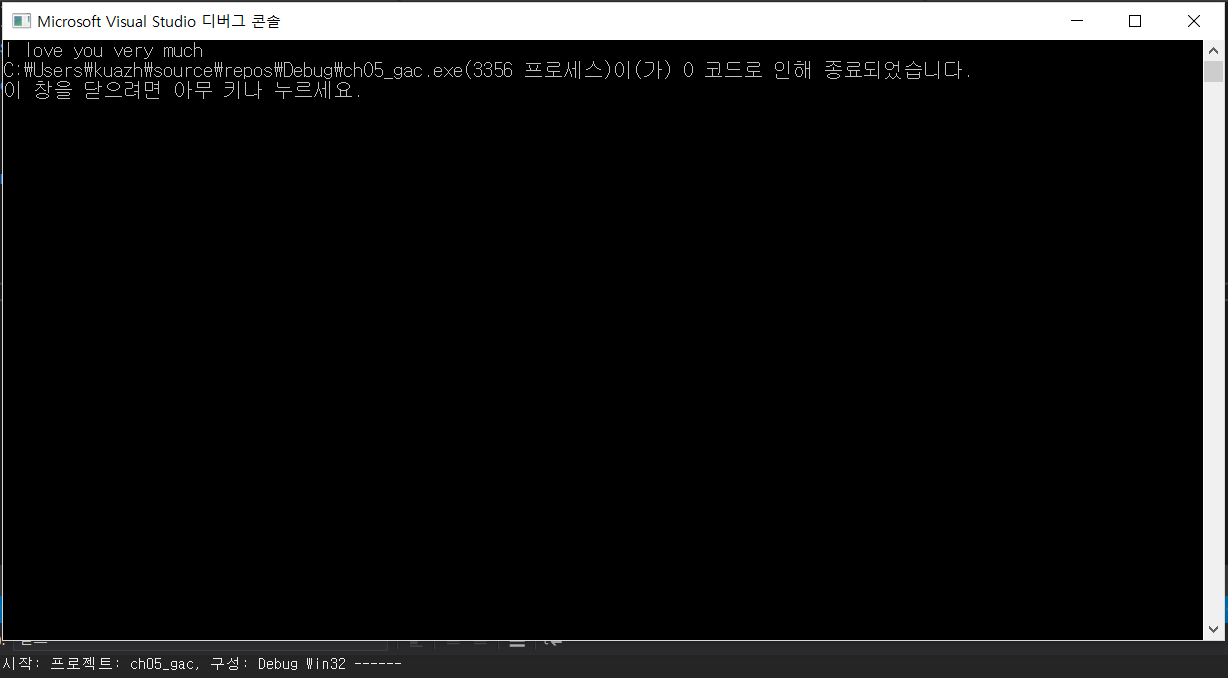 Microsoft Visual Studio 디버그 콘솔
I love you very much
C:\Users\kuazh\source\repos\Debug\ch05_gac.exe(3356 프로세스)이(가) 0 코드로 인해 종료되었습니다.
이 창을 닫으려면 아무 키나 누르세요.
시작: 프로젝트: ch05_gac, 구성: Debug Win32 ------